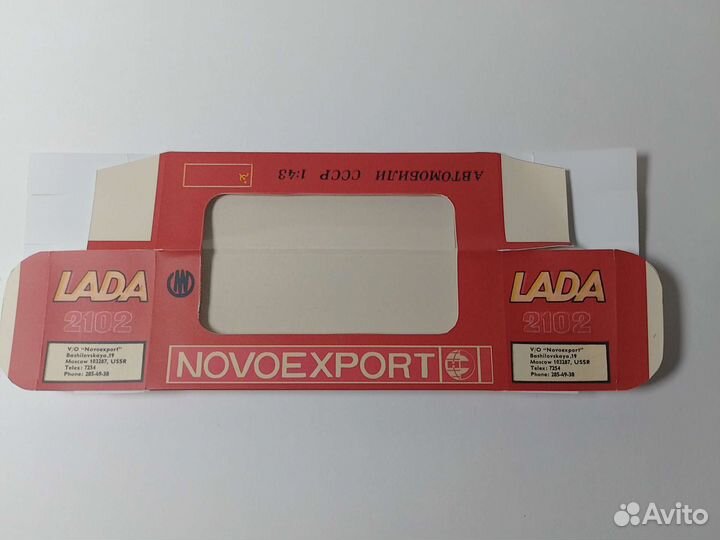 АВТОМОБИЛИ СССР 1:43
LADA
2102
V/O "Novoexport"
Bashilovskaya,19
Moscow 103287, USSR
Telex: 7254
Phone: 285-49-38
NOVOEXPORT
LADA
2102
V/O "Novoexport"
Bashilovskaya,19
Moscow 103287, USSR
Telex: 7254
Phone: 285-49-38
Avito